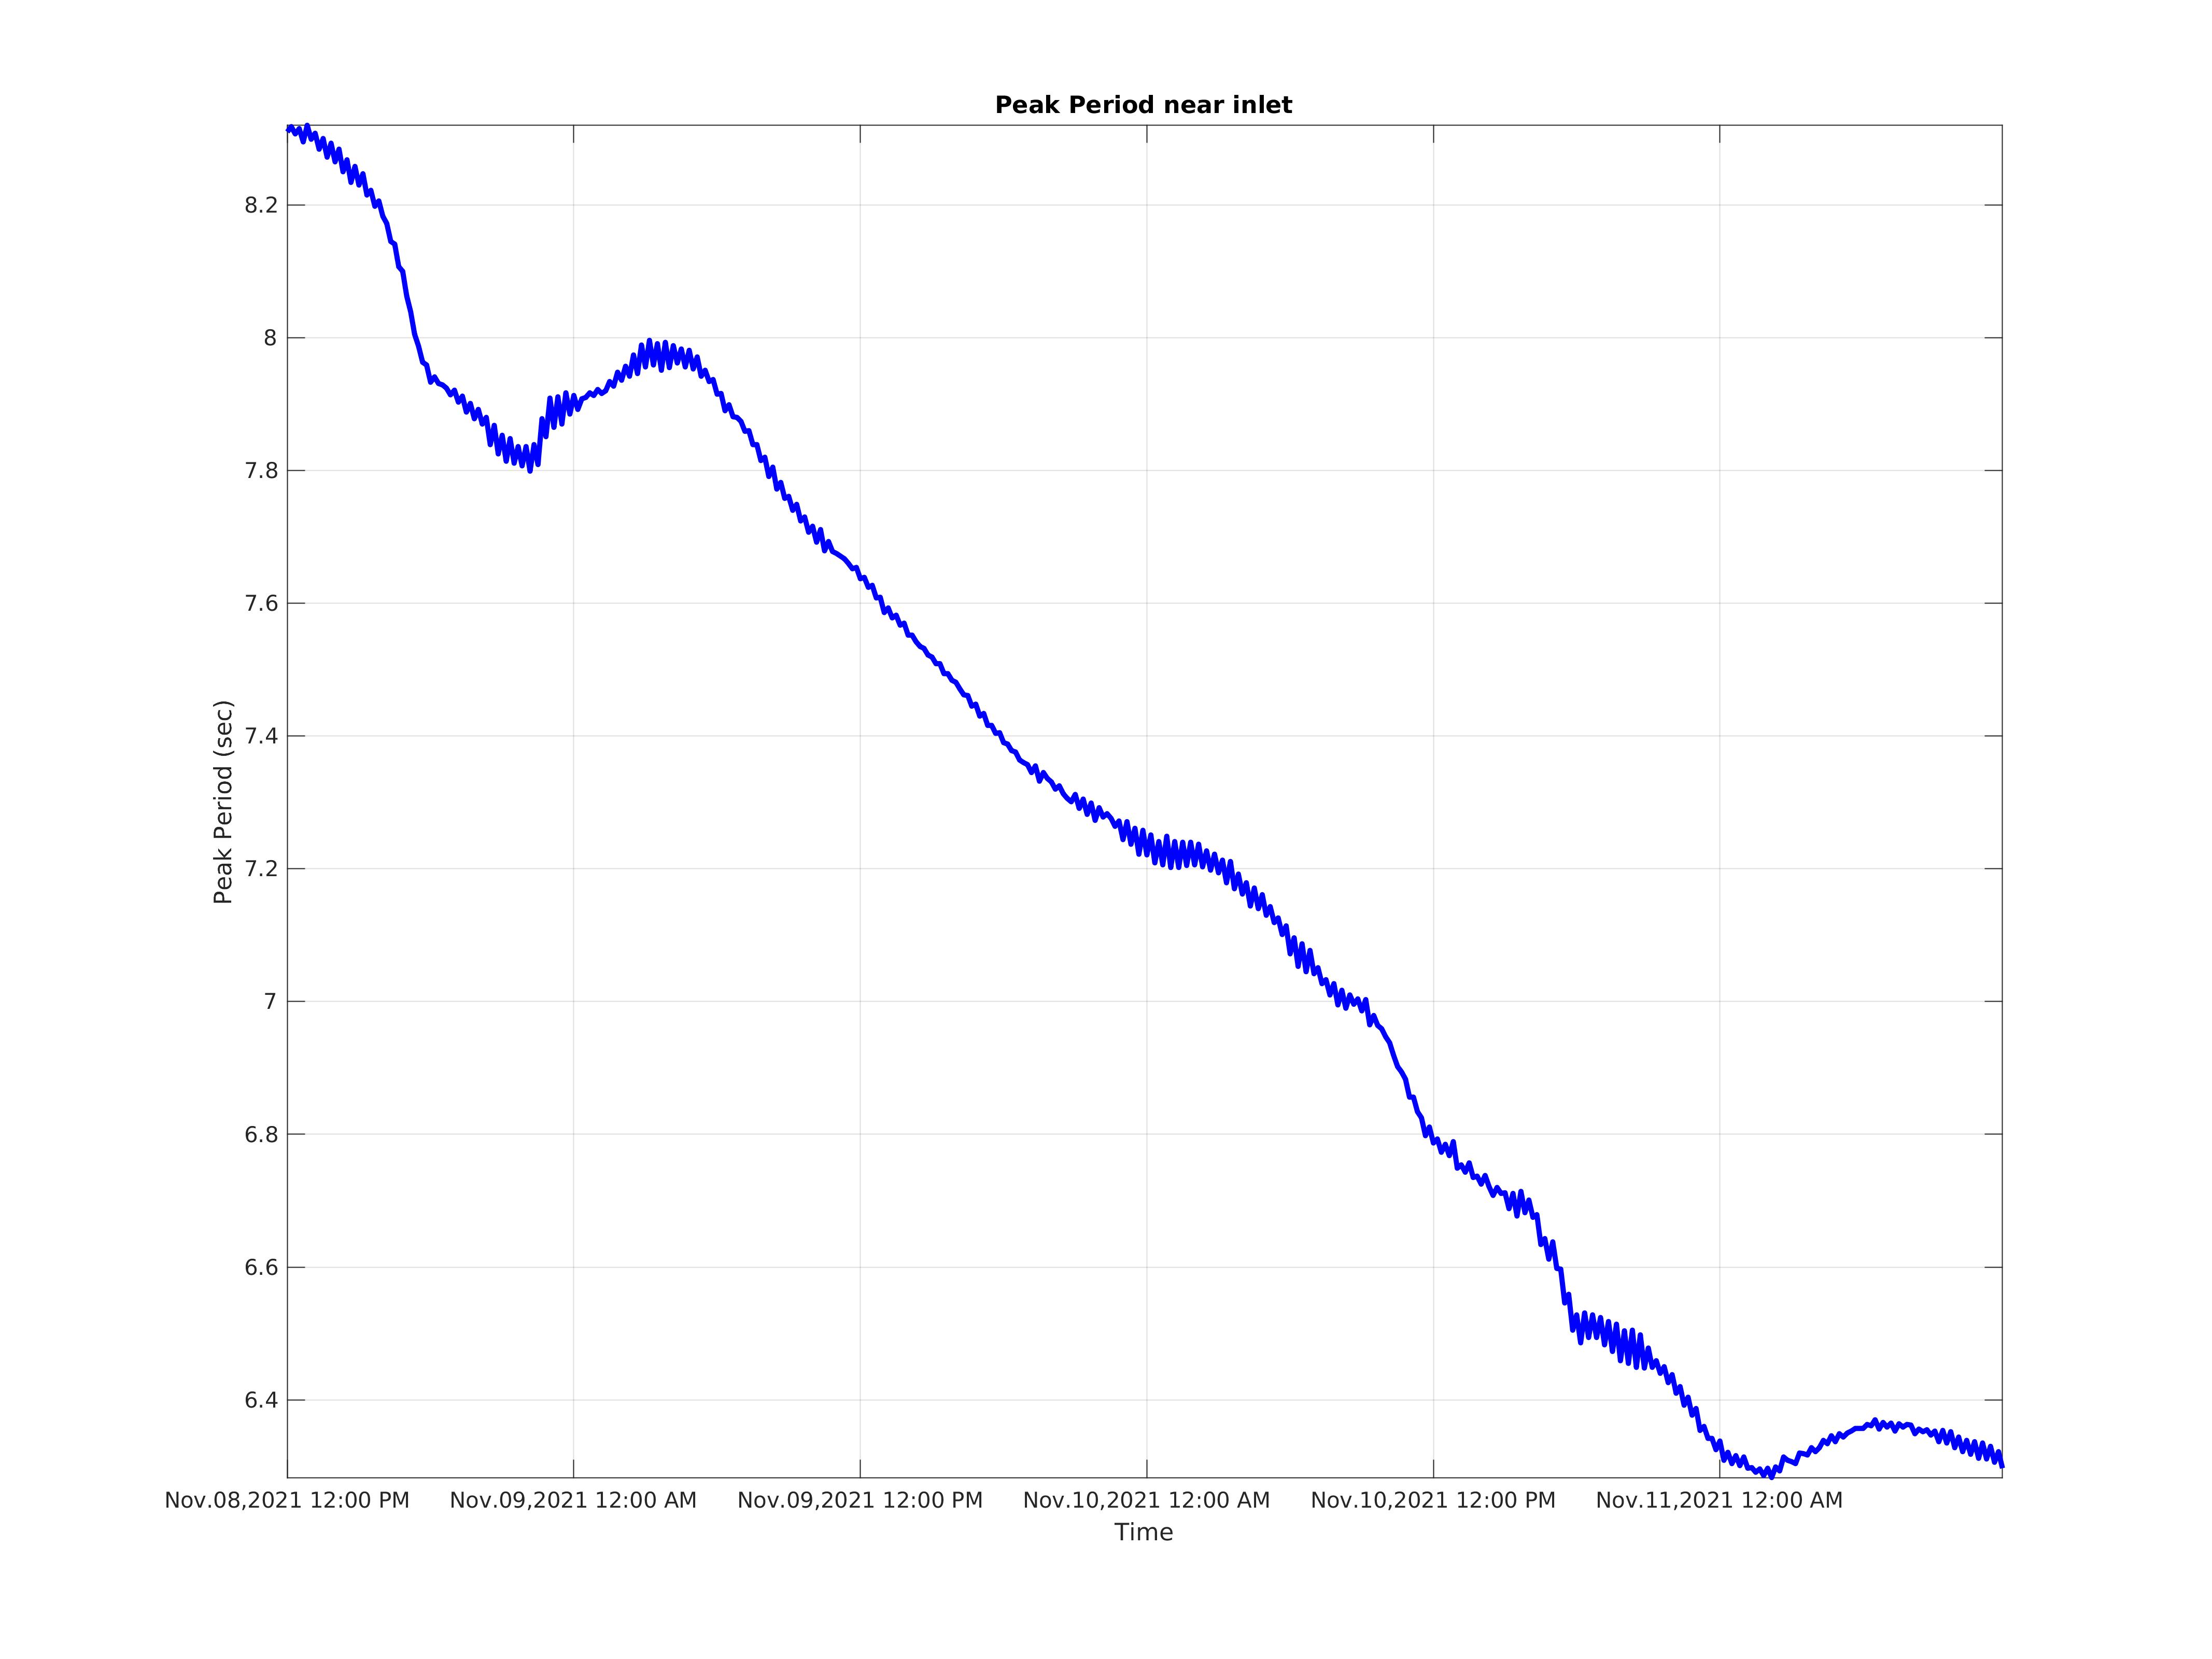 Peak Period near inlet
8.2
8
7.8
7.6
7.4
7.2
7
6.8
6.6
6.4
Peak Period (sec)
Nov.08,2021 12:00 PM Nov.09,2021 12:00 AM Nov.09,2021 12:00 PM Nov.10,2021 12:00 AM Nov.10,2021 12:00 PM Nov.11,2021 12:00 AM
Time